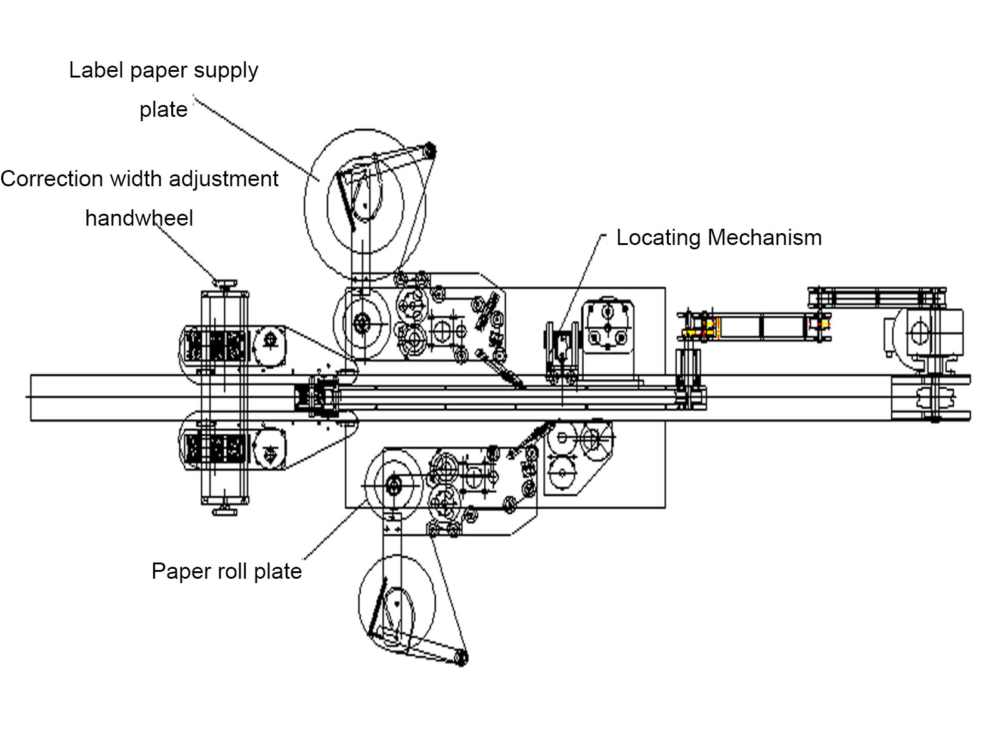 Label paper supply
plate
Correction width adjustment
handwheel
Locating Mechanism
Paper roll plate